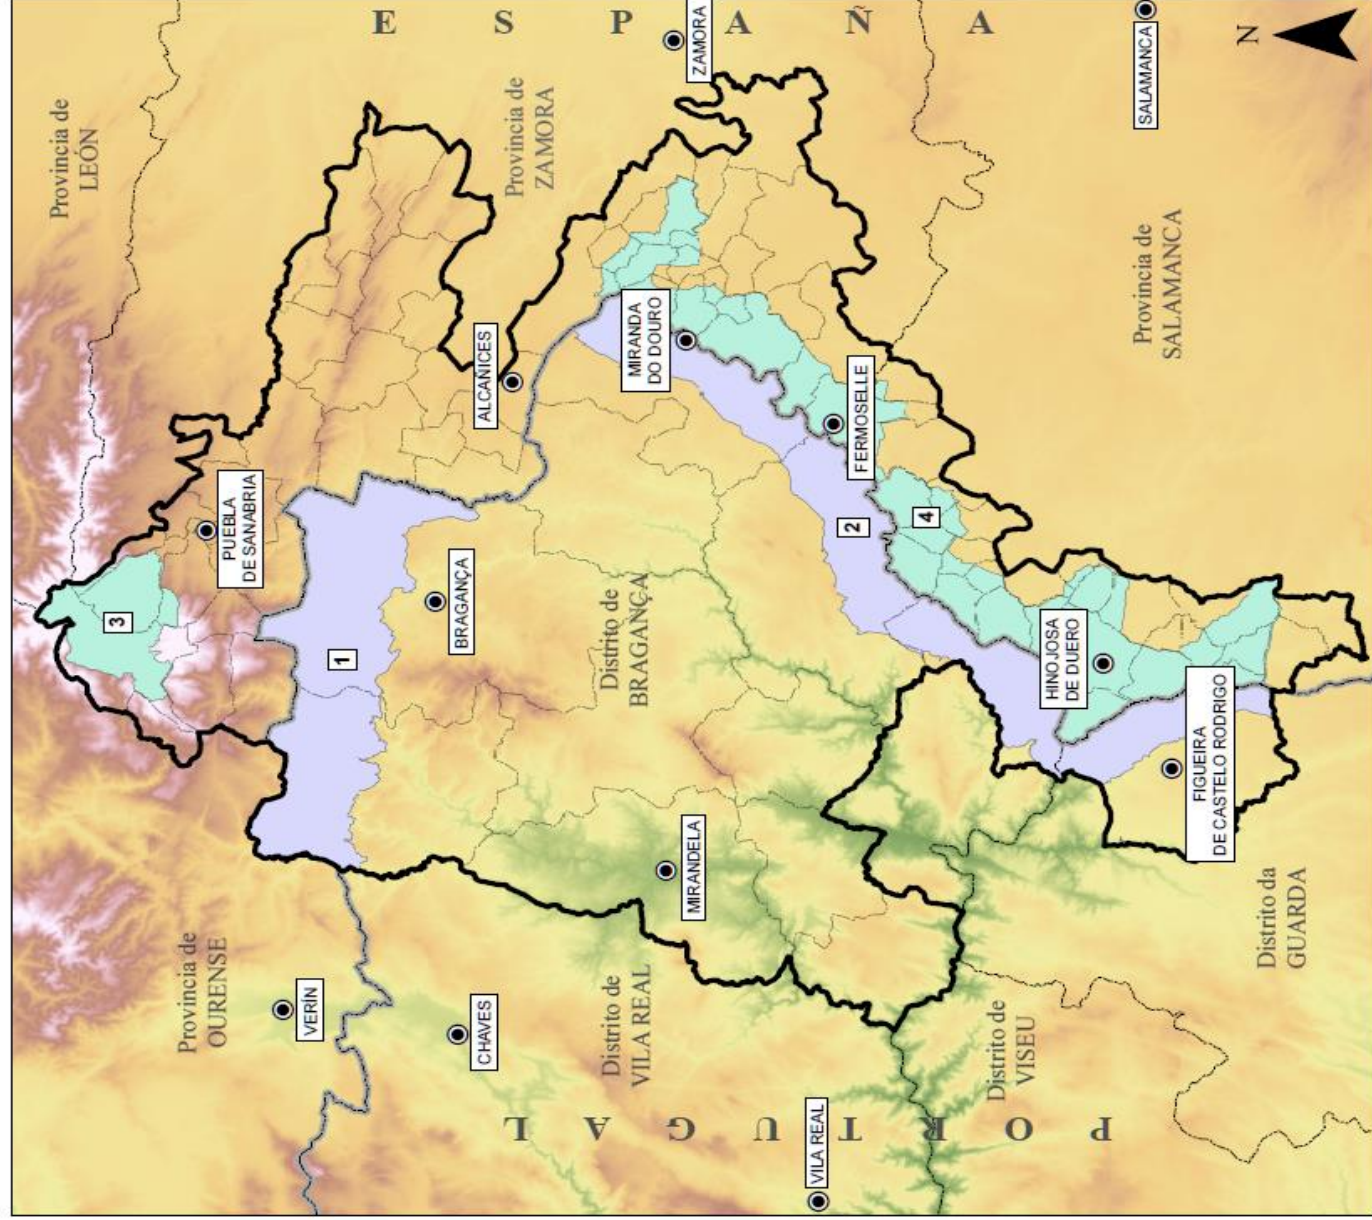 E S P A Ñ A
Provincia de
LEÓN
ZAMORA
SALAMANCA
N
Provincia de
ZAMORA
Provincia de
SALAMANCA
ALCAÑICES
MIRANDA
DO DOURO
FERMOSELLE
PUEBLA
DE SANABRIA
3
1
2
4
BRAGANÇA
Distrito de
BRAGANÇA
HINOJOSA
DE DUERO
FIGUEIRA
DE CASTELO RODRIGO
MIRANDELA
Provincia de
OURENSE
VERÍN
CHAVES
Distrito de
VILA REAL
Distrito de
VISEU
Distrito da
GUARDA
VILA REAL
P O R T U G A L